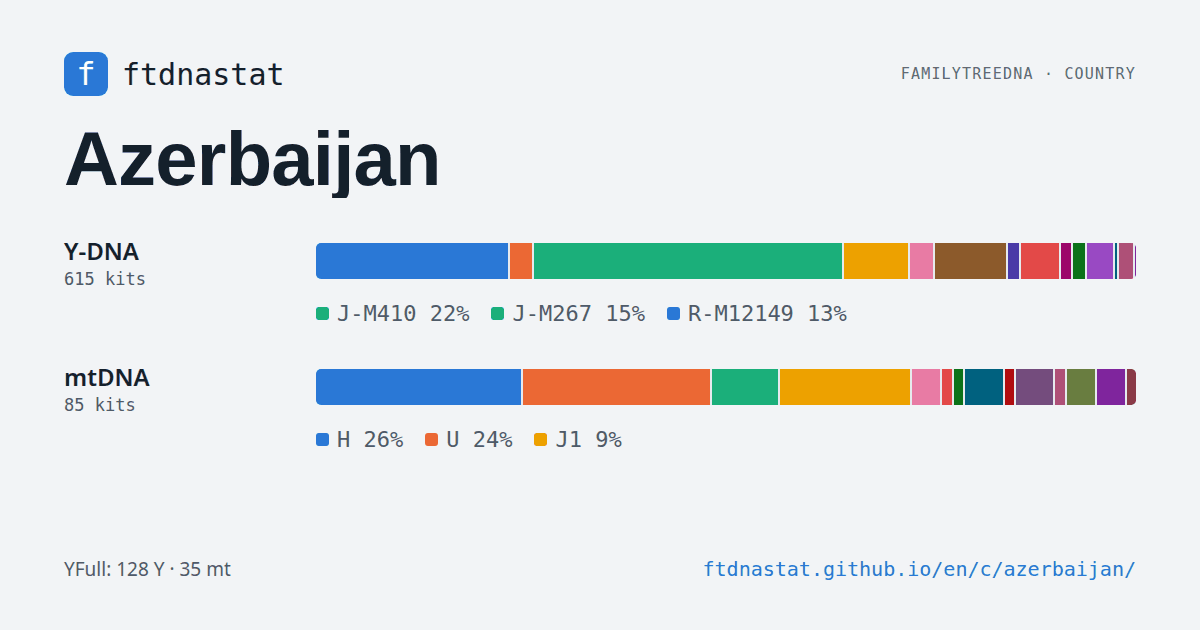 f ftdnastat
FAMILYTREEDNA · COUNTRY
Azerbaijan
Y-DNA
615 kits
J-M410 22% J-M267 15% R-M12149 13%
mtDNA
85 kits
H 26% U 24% J1 9%
YFull: 128 Y · 35 mt
ftdnastat.github.io/en/c/azerbaijan/